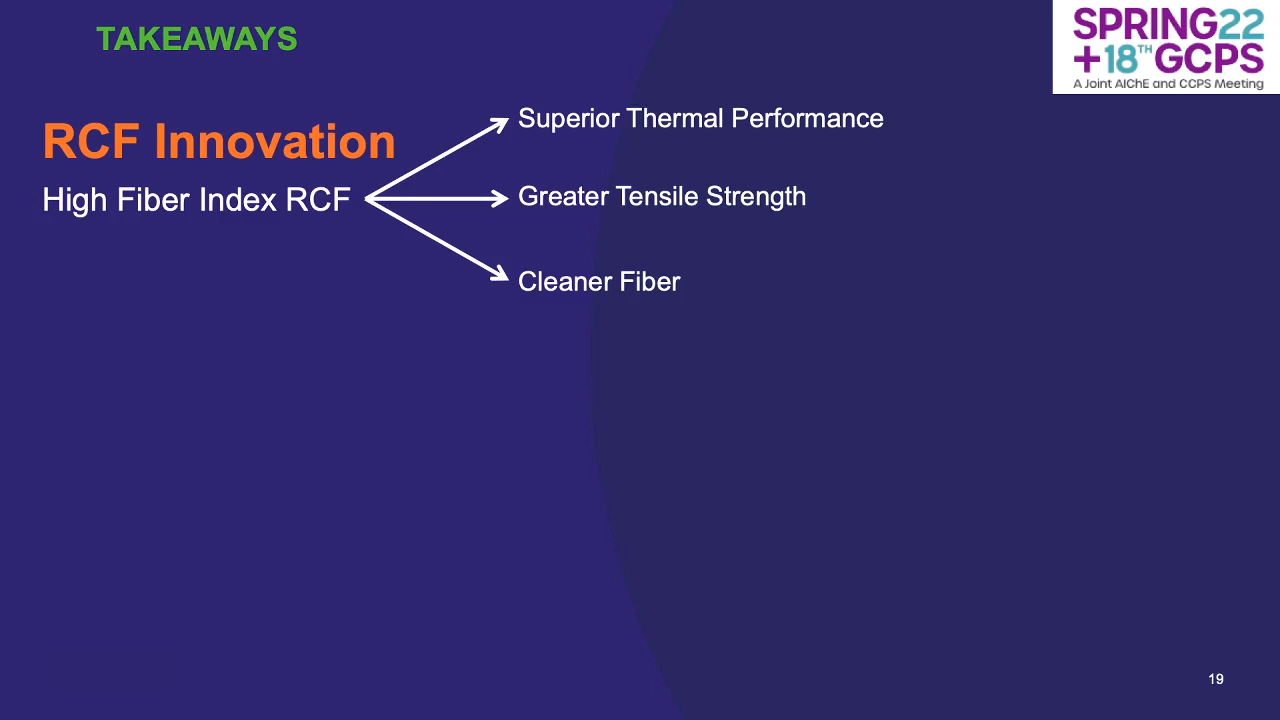 TAKEAWAYS
SPRING22
+18TH GCPS
A Joint AIChE and CCPS Meeting
RCF Innovation
High Fiber Index RCF
Superior Thermal Performance
Greater Tensile Strength
Cleaner Fiber
19